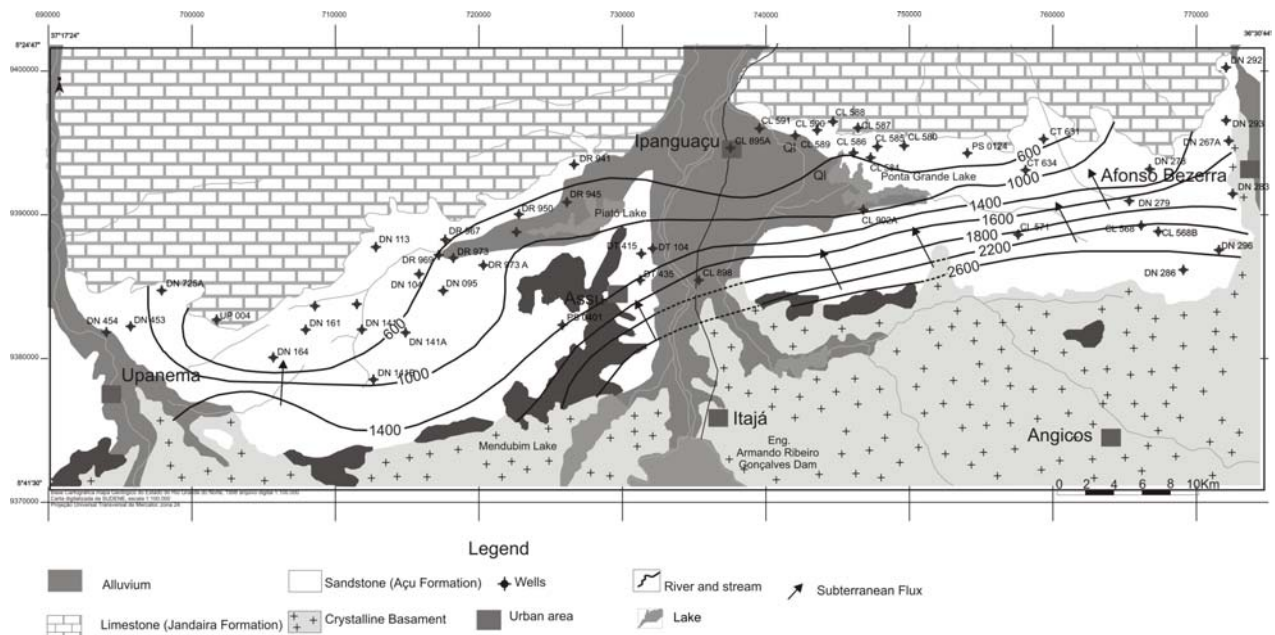 690000 700000 710000 720000 730000 740000 750000 760000 770000
37°17'24" 36°30'44"
5°24'47"
9400000
9390000
9380000
9370000
5°41'30"
DN 292
CL 588
CL 591 CL 590 CL 587
DN 293
CL 589 CL 586 CL 585 CL 580 CT 631
Ipanguaçu CL 895A
QI
DN 267A
PS 0124 600
CL 584
DR 941
CT 634 DN 278
Afonso Bezerra
QI Ponta Grande Lake 1000
DR 945
DN 283
1400 DN 279
DR 950 Piató Lake
CL 902A
1600
DR 967
CL 571 CL 568
CL 568B
DN 113
1800
DR 973 DT 415 DT 104
2200
DN 296
DR 969
DR 973 A
2600
DN 286
DN 104 DN 095
DT 435 CL 898
DN 725A
Assu
UP 004
600
DN 454 DN 453 DN 161
DN 141A
PS 0401
DN 164
Upanema
1000
1400
Mendubim Lake
Itajá
Eng.
Armando Ribeiro
Gonçalves Dam
Angicos
0 2 4 6 8 10Km
Legend
Alluvium
Sandstone (Açu Formation)
Wells
River and stream
Subterranean Flux
Limestone (Jandaira Formation)
Crystalline Basament
Urban area
Lake